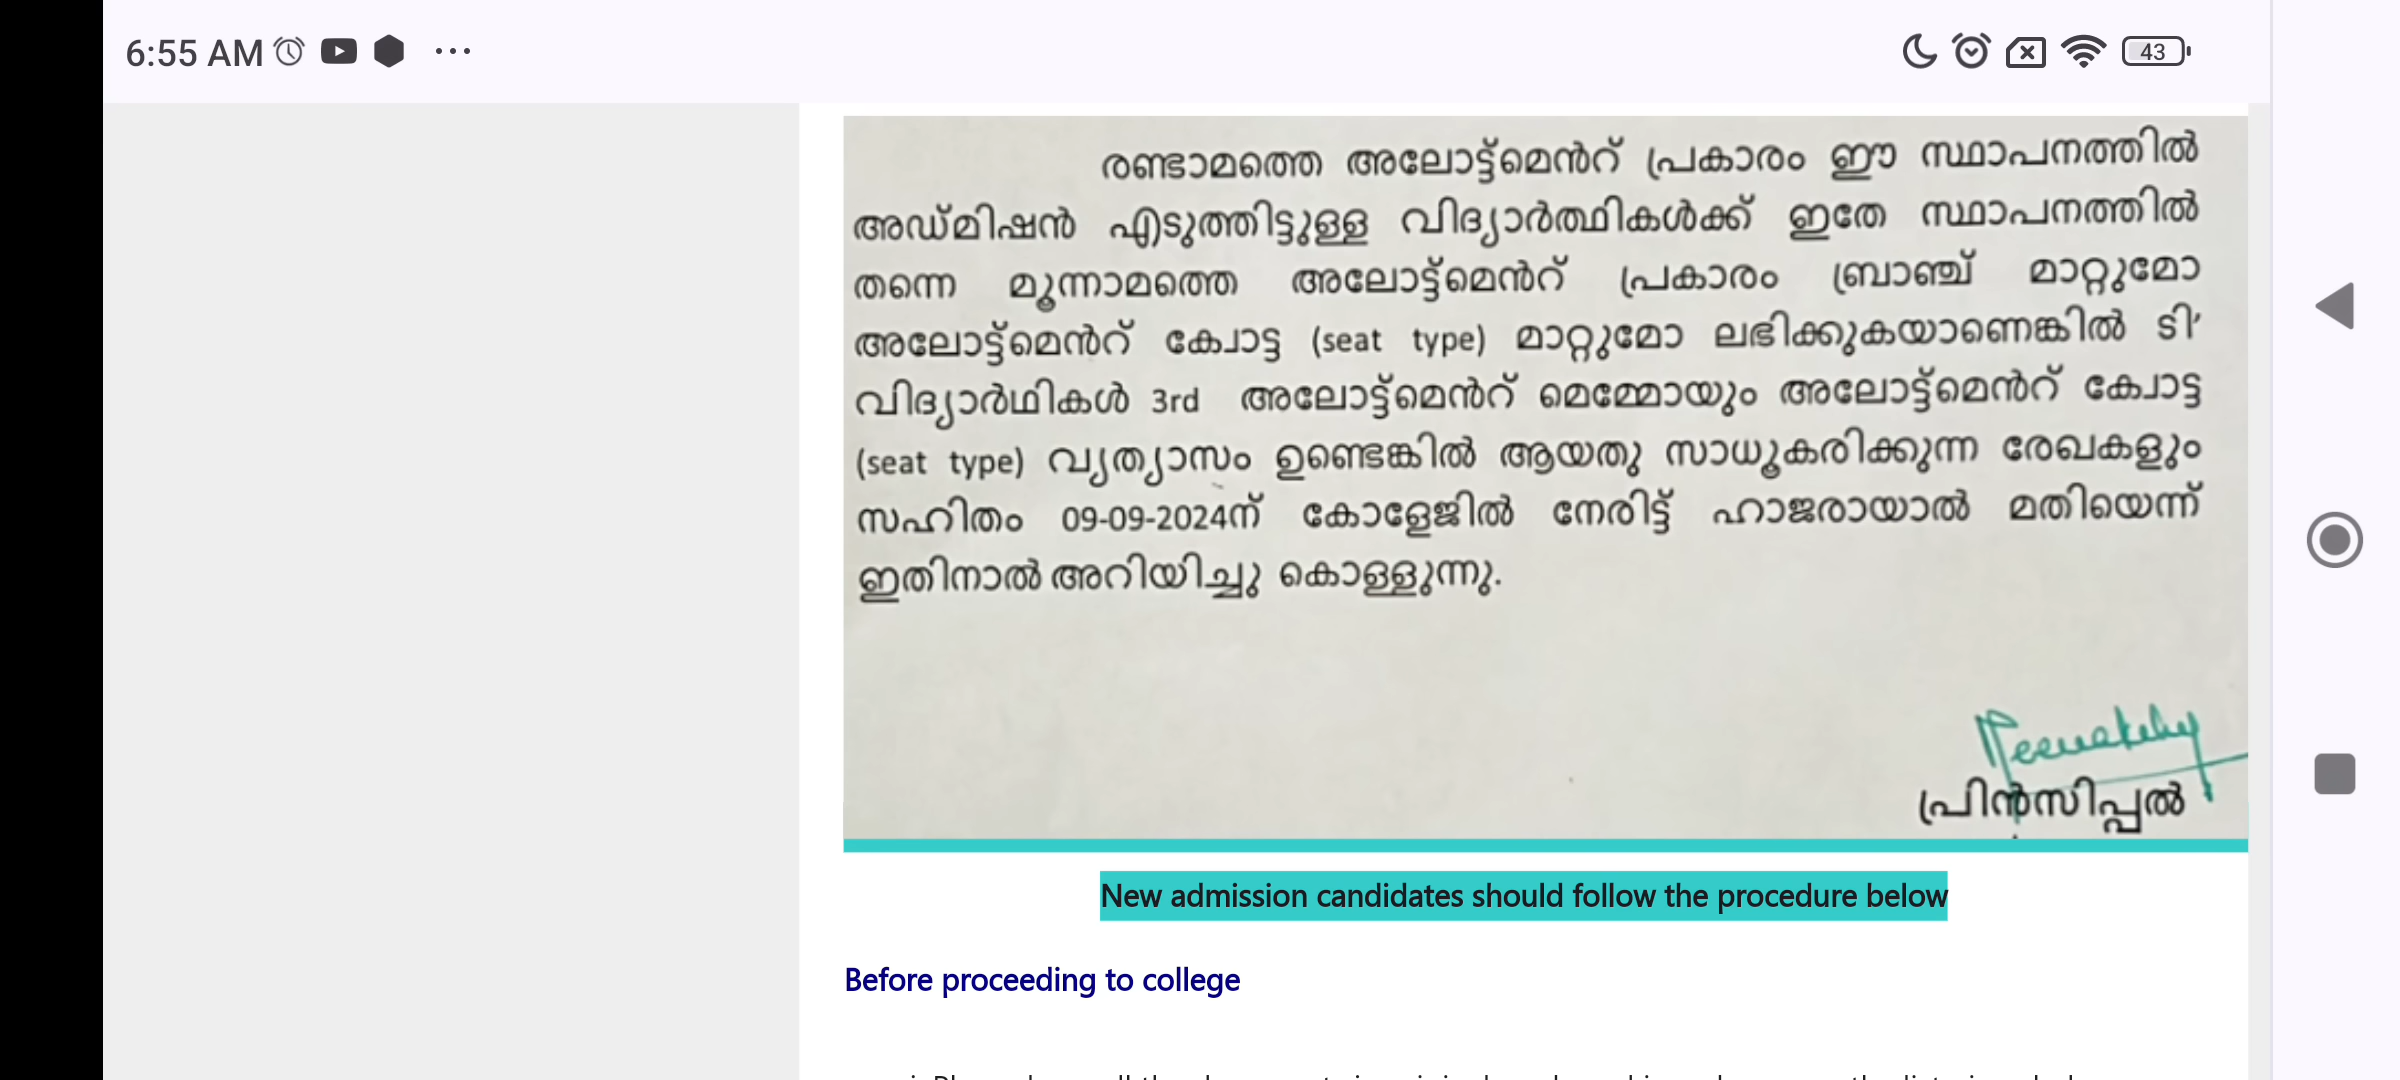 6:55 AM
43
രണ്ടാമത്തെ അലോട്ട്മെൻറ് പ്രകാരം ഈ സ്ഥാപനത്തിൽ
അഡ്മിഷൻ എടുത്തിട്ടുള്ള വിദ്യാർത്ഥികൾക്ക് ഇതേ സ്ഥാപനത്തിൽ
തന്നെ മൂന്നാമത്തെ അലോട്ട്മെൻറ് പ്രകാരം ബ്രാഞ്ച് മാറ്റുമോ
അലോട്ട്മെൻറ് ക്വോട്ട (seat type) മാറ്റുമോ ലഭിക്കുകയാണെങ്കിൽ ടി'
വിദ്യാർഥികൾ 3rd അലോട്ട്മെൻറ് മെമ്മോയും അലോട്ട്മെൻറ് ക്വോട്ട
(seat type) വ്യത്യാസം ഉണ്ടെങ്കിൽ ആയതു സാധൂകരിക്കുന്ന രേഖകളും
സഹിതം 09-09-2024ന് കോളേജിൽ നേരിട്ട് ഹാജരായാൽ മതിയെന്ന്
ഇതിനാൽ അറിയിച്ചു കൊള്ളുന്നു.
പ്രിൻസിപ്പൽ
New admission candidates should follow the procedure below
Before proceeding to college